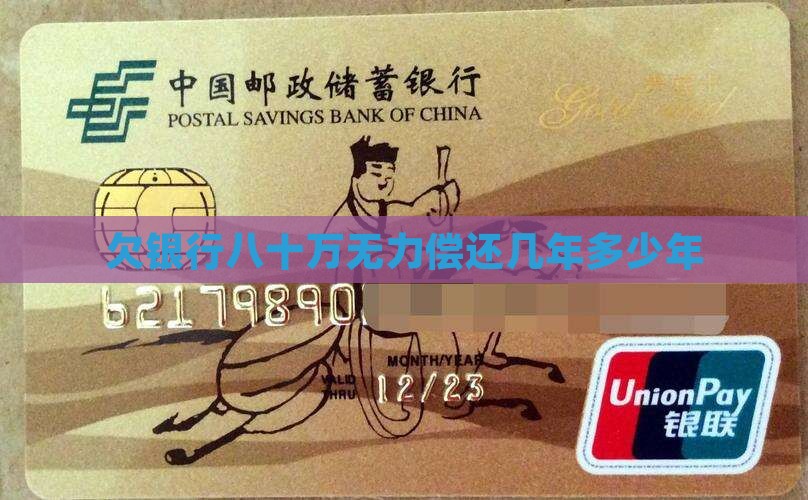 中国邮政储蓄银行
POSTAL SAVINGS BANK OF CHINA
欠银行八十万无力偿还几年多少年
62179890
MONTH/YEAR
VALID
THRU
12/23
UnionPay
银联